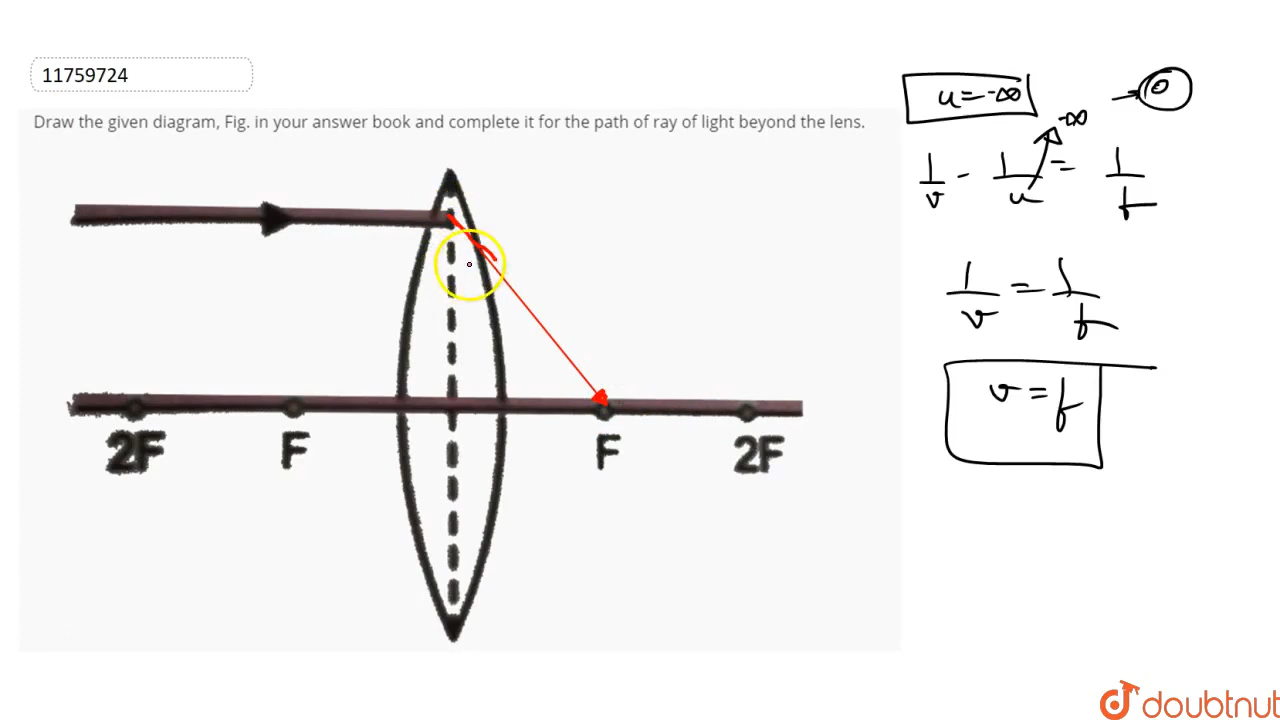 11759724
Draw the given diagram, Fig. in your answer book and complete it for the path of ray of light beyond the lens.
2F F F 2F
u = -∞ → O
-∞
1/v - 1/u = 1/f
1/v = 1/f
v = f
doubtnut